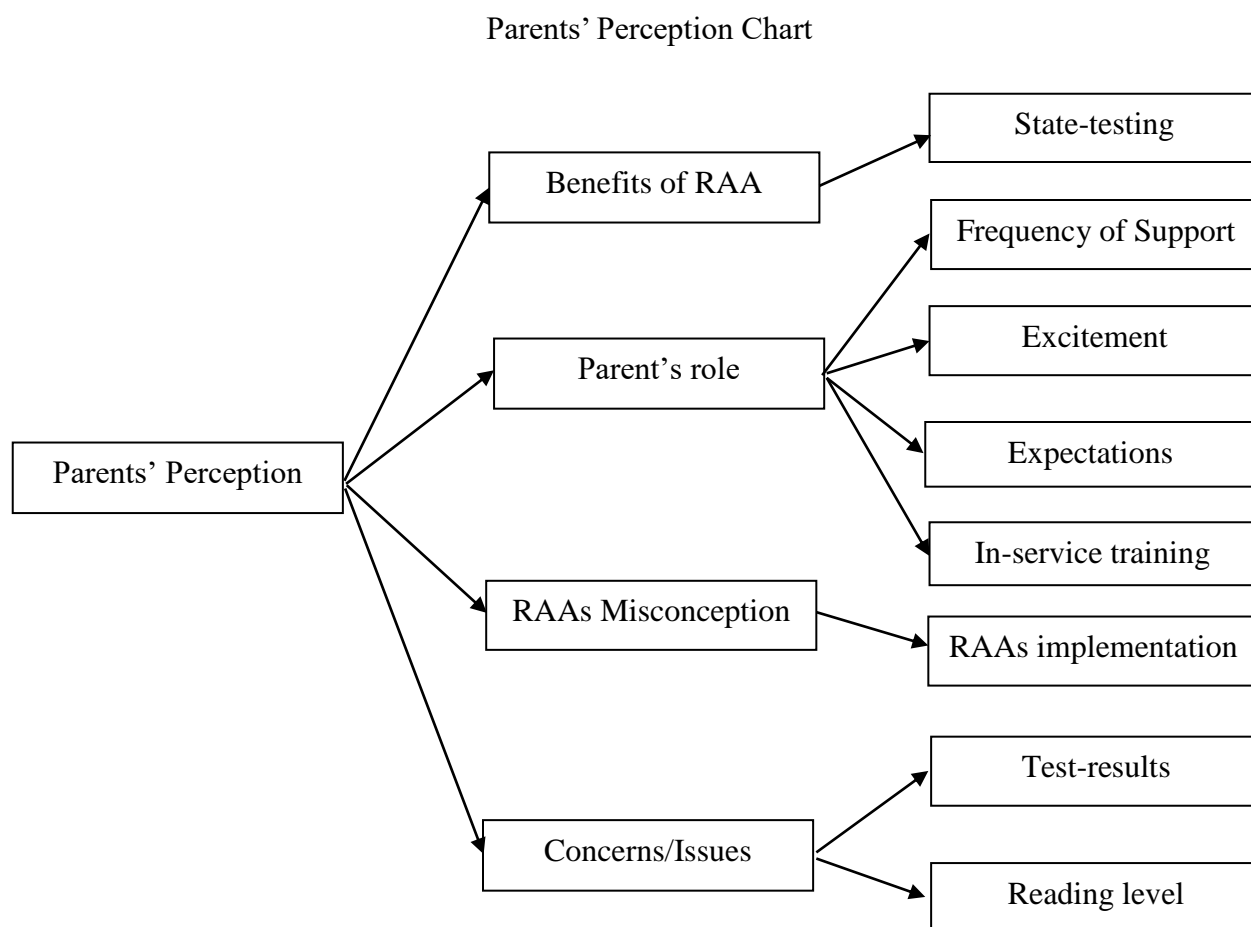 Parents’ Perception Chart
State-testing
Benefits of RAA
Frequency of Support
Excitement
Parent’s role
Expectations
Parents’ Perception
In-service training
RAAs Misconception
RAAs implementation
Test-results
Concerns/Issues
Reading level